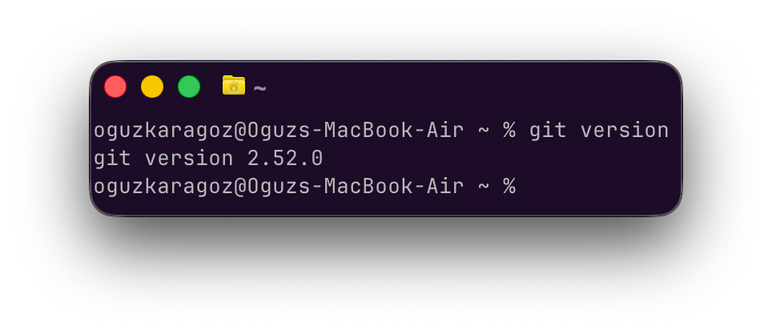 ~
oguzkaragoz@Oguzs-MacBook-Air ~ % git version
git version 2.52.0
oguzkaragoz@Oguzs-MacBook-Air ~ %